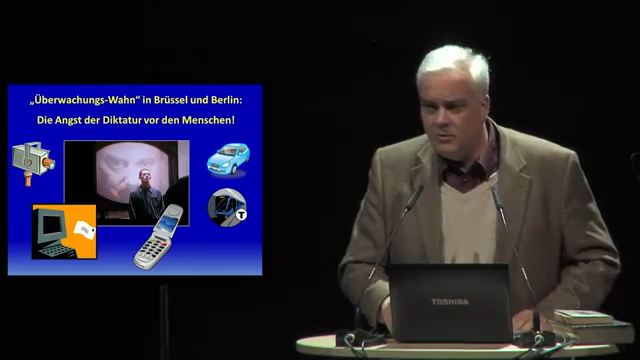 „Überwachungs-Wahn“ in Brüssel und Berlin:
Die Angst der Diktatur vor den Menschen!
T
TOSHIBA